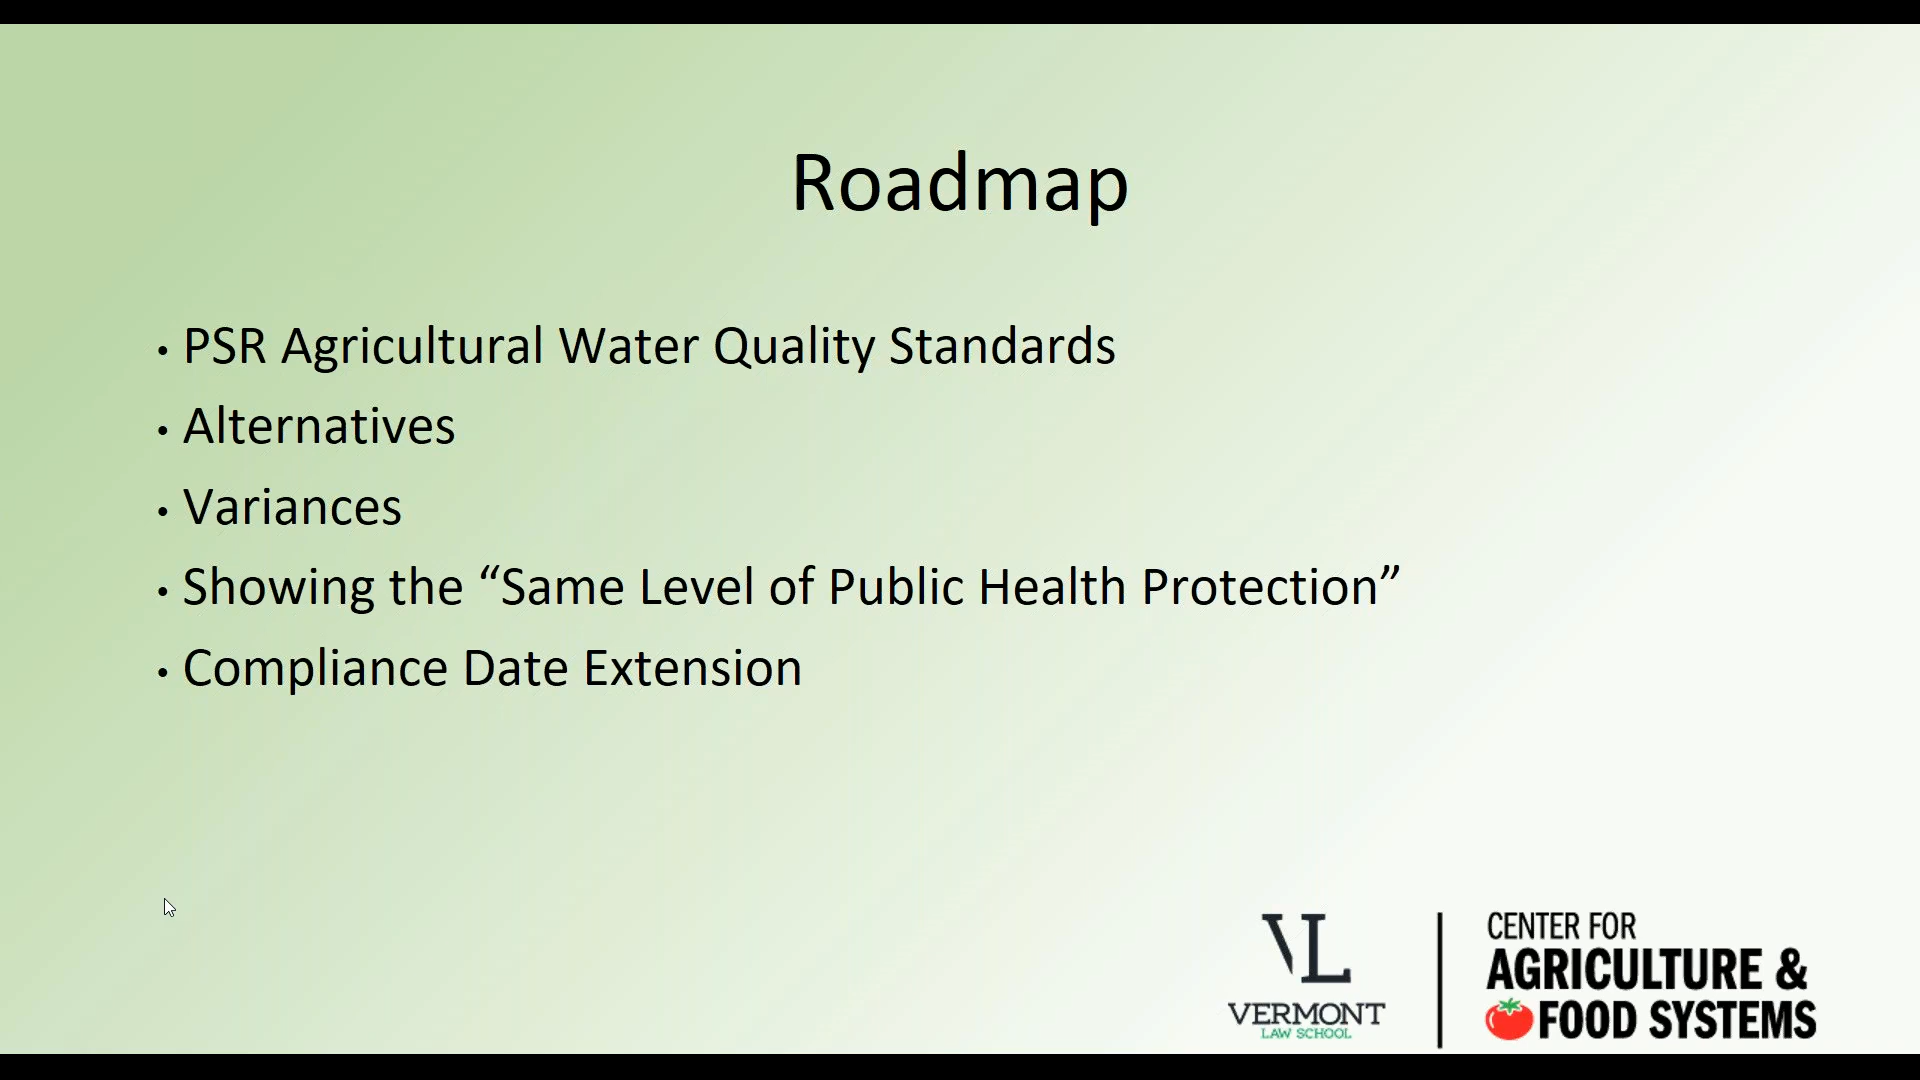 Roadmap
• PSR Agricultural Water Quality Standards
• Alternatives
• Variances
• Showing the “Same Level of Public Health Protection”
• Compliance Date Extension
VL
VERMONT
LAW SCHOOL
CENTER FOR
AGRICULTURE &
FOOD SYSTEMS